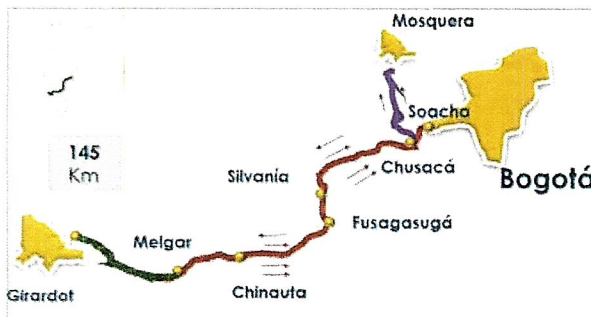 Mosquera
Soacha
145
Km
Chusacá
Silvania
Bogotá
Fusagasugá
Melgar
Chinauta
Girardot